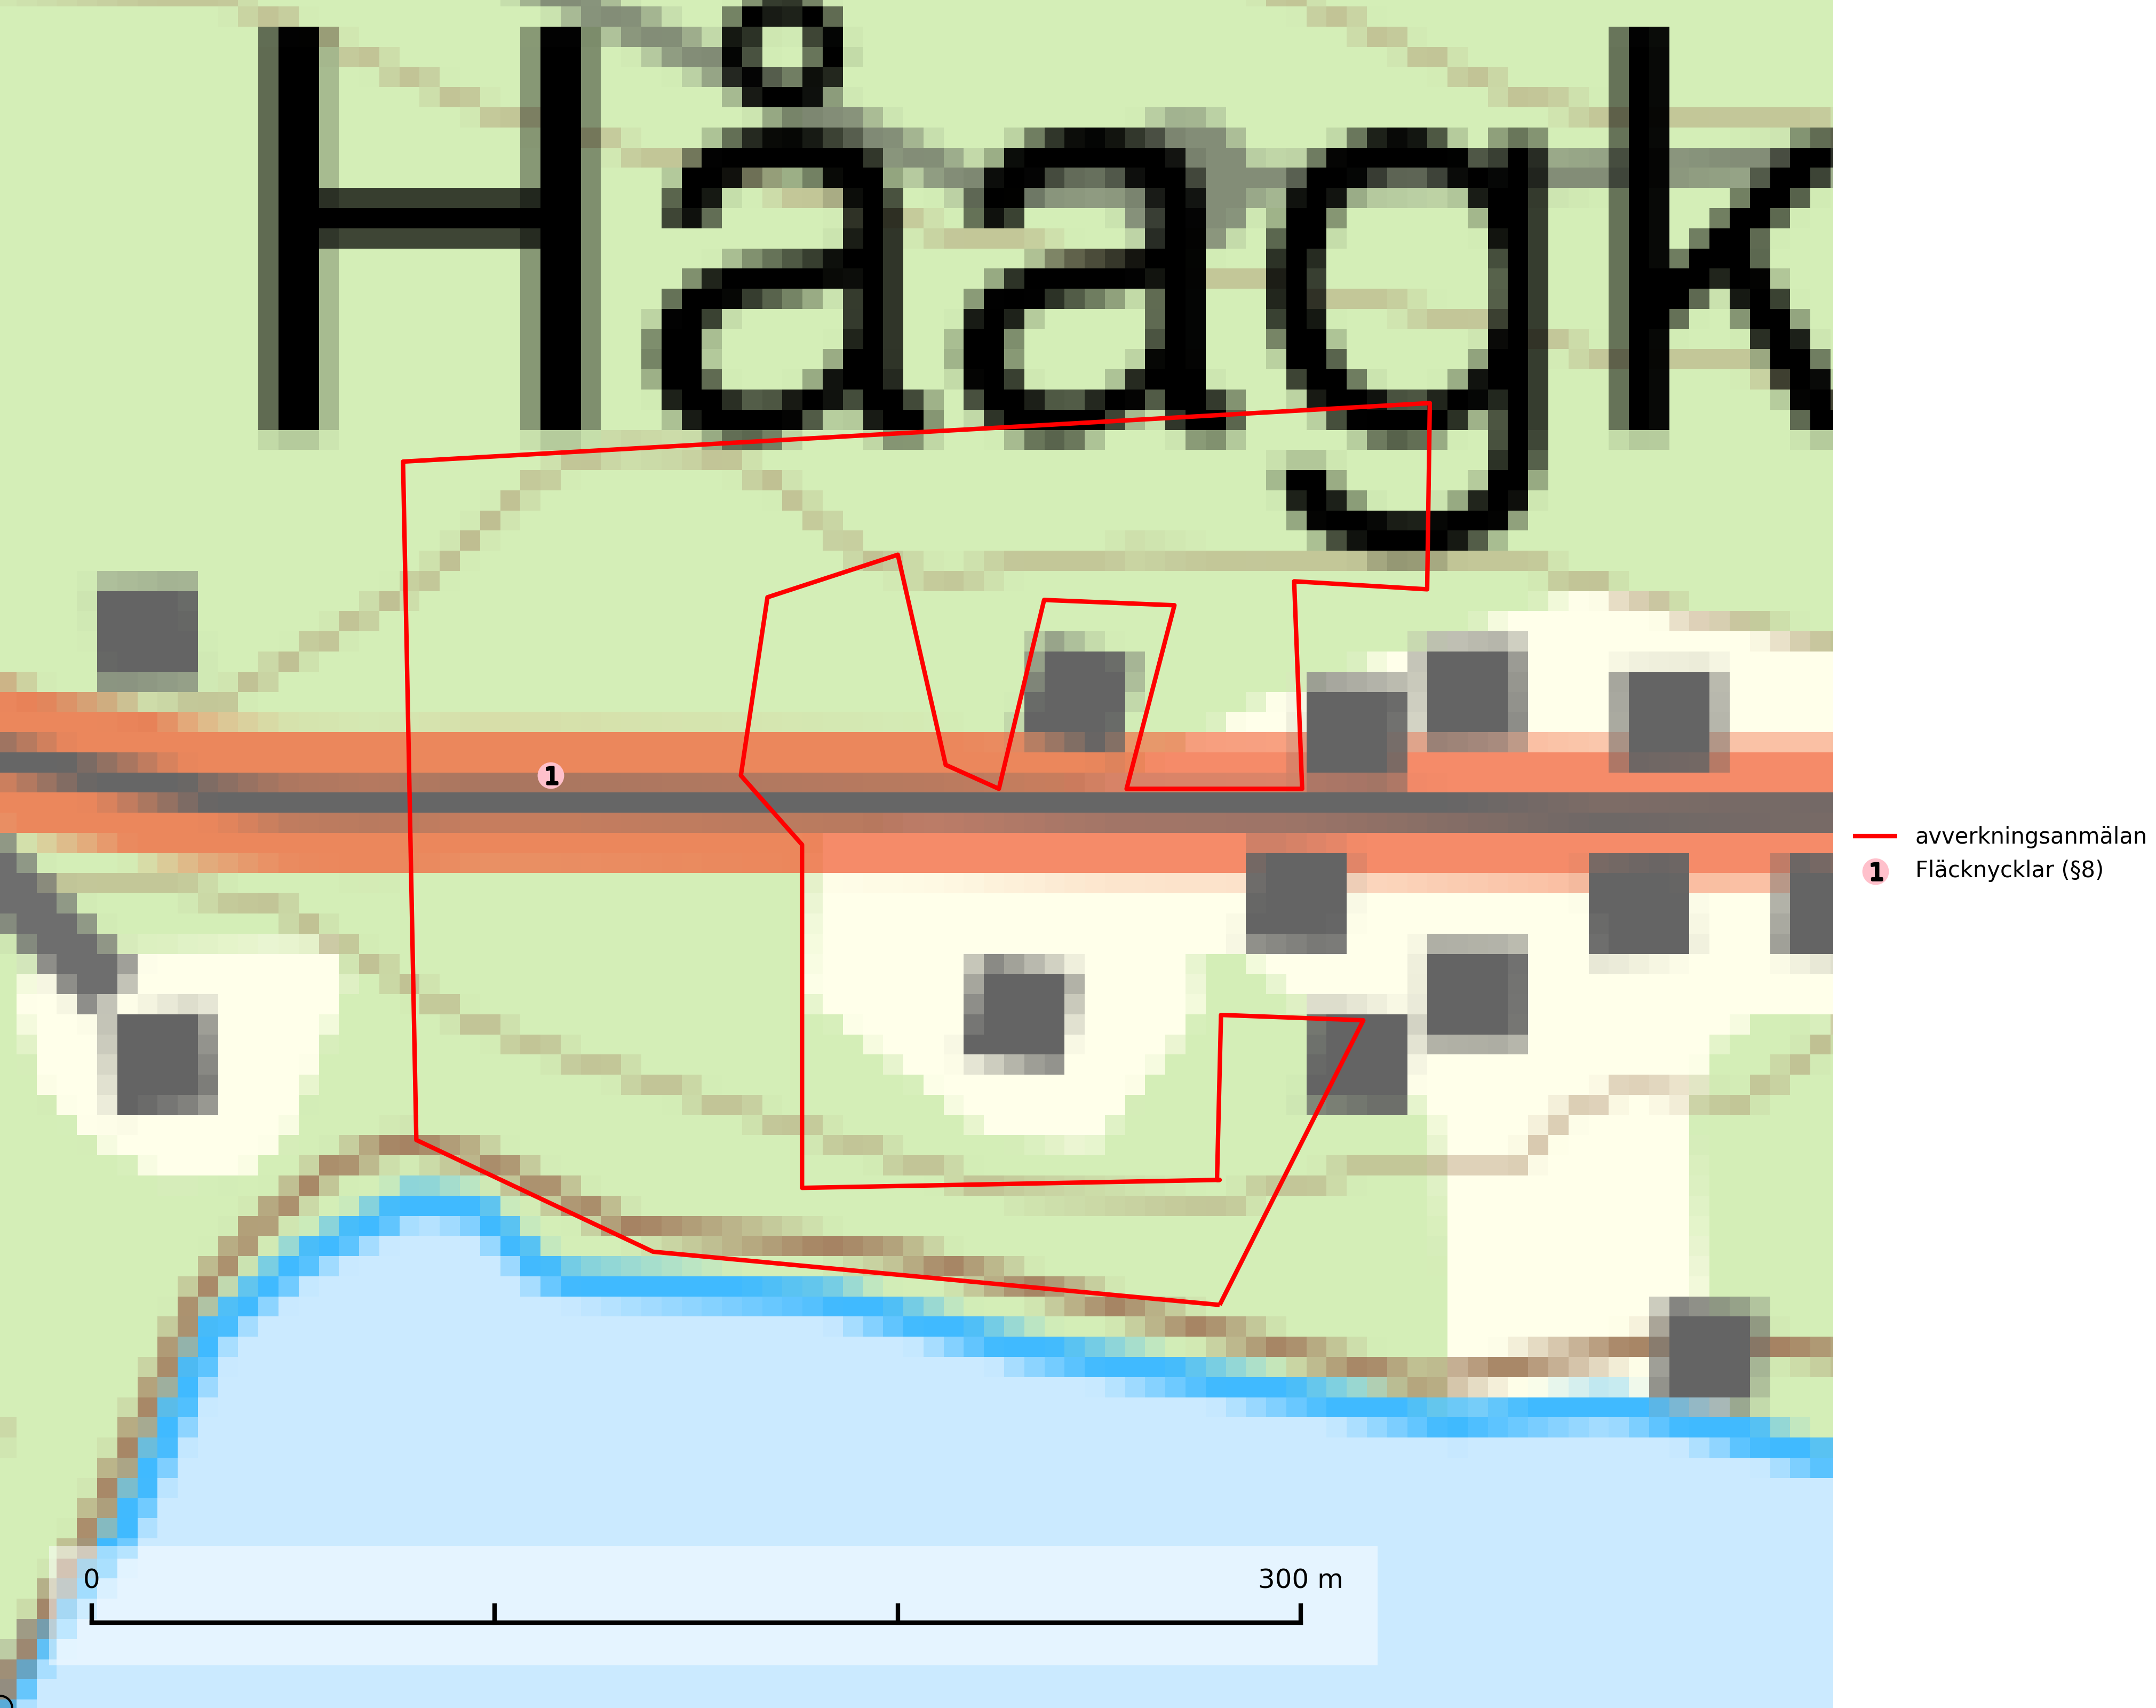 Håagk
1
avverkningsanmälan
1 Fläcknycklar (§8)
0 300 m